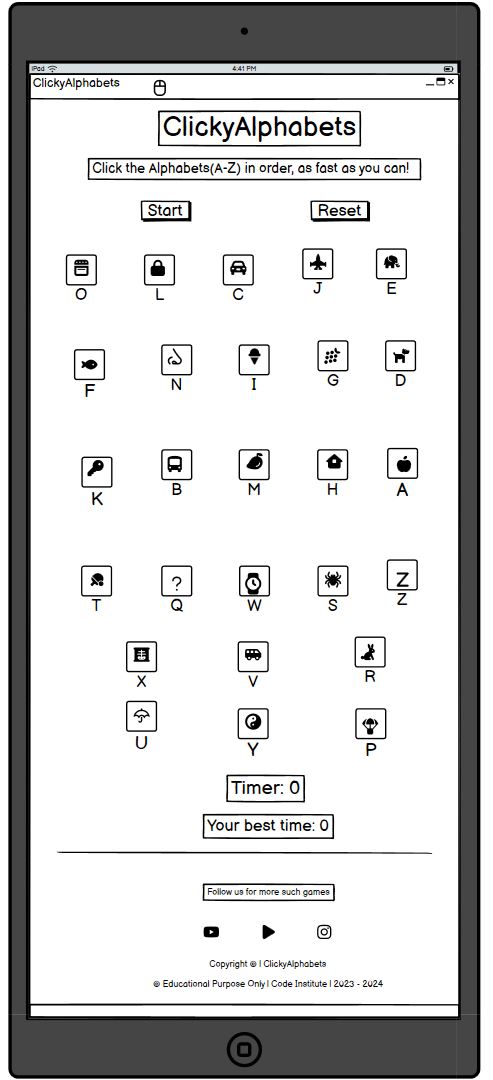 iPad 4:41 PM
ClickyAlphabets
ClickyAlphabets
Click the Alphabets(A-Z) in order, as fast as you can!
Start Reset
O L C J E
F N I G D
K B M H A
?
Z
T Q W S Z
X V R
U Y P
Timer: 0
Your best time: 0
Follow us for more such games
Copyright © | ClickyAlphabets
© Educational Purpose Only | Code Institute | 2023 - 2024